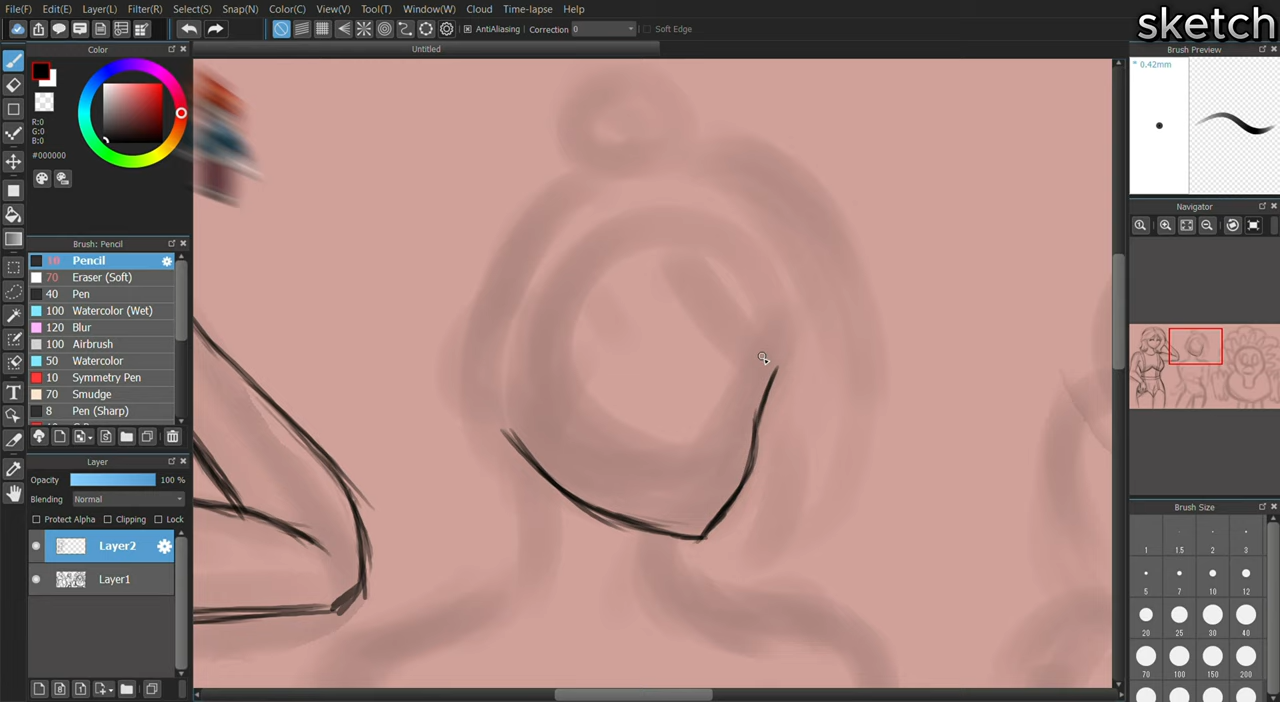 File(F) Edit(E) Layer(L) Filter(R) Select(S) Snap(N) Color(C) View(V) Tool(T) Window(W) Cloud Time-lapse Help
sketch
AntiAliasing Correction 0 Soft Edge
Color
Untitled
Brush Preview
* 0.42mm
R:0
G:0
B:0
#000000
Navigator
Brush: Pencil
10 Pencil
70 Eraser (Soft)
40 Pen
100 Watercolor (Wet)
120 Blur
100 Airbrush
50 Watercolor
10 Symmetry Pen
70 Smudge
8 Pen (Sharp)
Layer
Opacity 100 %
Blending Normal
Protect Alpha Clipping Lock
Layer2
Layer1
Brush Size
1 1.5 2 3
5 7 10 12
20 25 30 40
70 100 150 200